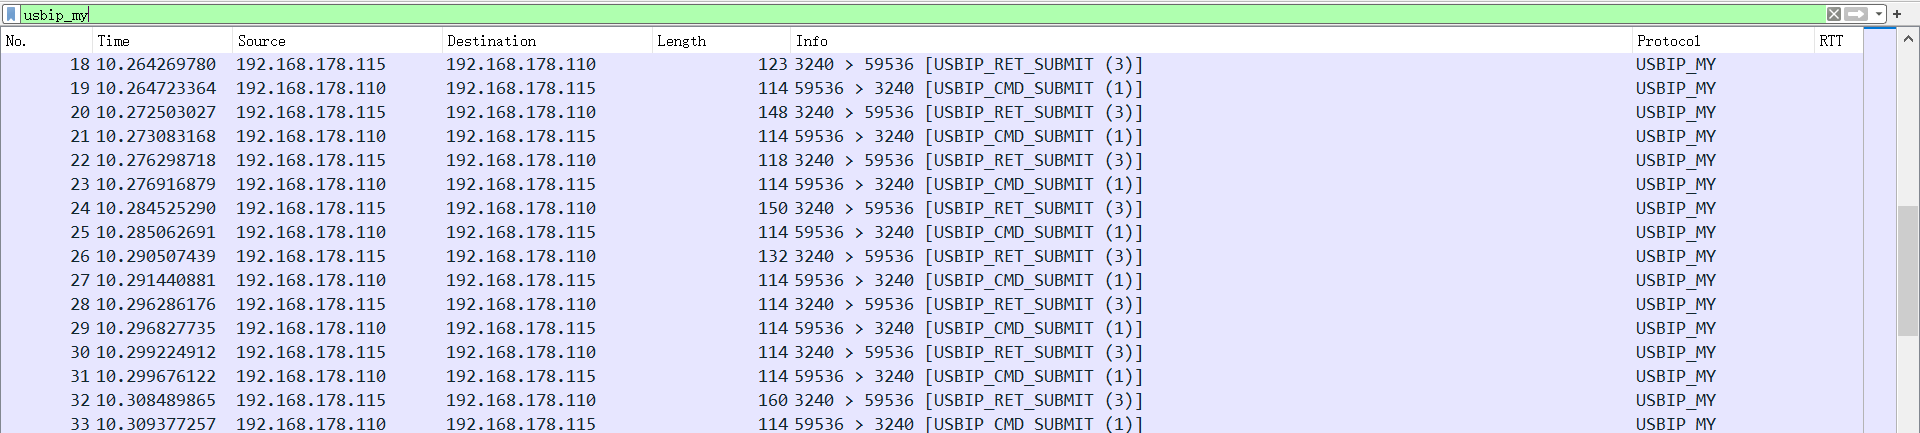 usbip_my
No. Time Source Destination Length Info Protocol RTT
18 10.264269780 192.168.178.115 192.168.178.110 123 3240 > 59536 [USBIP_RET_SUBMIT (3)] USBIP_MY
19 10.264723364 192.168.178.110 192.168.178.115 114 59536 > 3240 [USBIP_CMD_SUBMIT (1)] USBIP_MY
20 10.272503027 192.168.178.115 192.168.178.110 148 3240 > 59536 [USBIP_RET_SUBMIT (3)] USBIP_MY
21 10.273083168 192.168.178.110 192.168.178.115 114 59536 > 3240 [USBIP_CMD_SUBMIT (1)] USBIP_MY
22 10.276298718 192.168.178.115 192.168.178.110 118 3240 > 59536 [USBIP_RET_SUBMIT (3)] USBIP_MY
23 10.276916879 192.168.178.110 192.168.178.115 114 59536 > 3240 [USBIP_CMD_SUBMIT (1)] USBIP_MY
24 10.284525290 192.168.178.115 192.168.178.110 150 3240 > 59536 [USBIP_RET_SUBMIT (3)] USBIP_MY
25 10.285062691 192.168.178.110 192.168.178.115 114 59536 > 3240 [USBIP_CMD_SUBMIT (1)] USBIP_MY
26 10.290507439 192.168.178.115 192.168.178.110 132 3240 > 59536 [USBIP_RET_SUBMIT (3)] USBIP_MY
27 10.291440881 192.168.178.110 192.168.178.115 114 59536 > 3240 [USBIP_CMD_SUBMIT (1)] USBIP_MY
28 10.296286176 192.168.178.115 192.168.178.110 114 3240 > 59536 [USBIP_RET_SUBMIT (3)] USBIP_MY
29 10.296827735 192.168.178.110 192.168.178.115 114 59536 > 3240 [USBIP_CMD_SUBMIT (1)] USBIP_MY
30 10.299224912 192.168.178.115 192.168.178.110 114 3240 > 59536 [USBIP_RET_SUBMIT (3)] USBIP_MY
31 10.299676122 192.168.178.110 192.168.178.115 114 59536 > 3240 [USBIP_CMD_SUBMIT (1)] USBIP_MY
32 10.308489865 192.168.178.115 192.168.178.110 160 3240 > 59536 [USBIP_RET_SUBMIT (3)] USBIP_MY
33 10.309377257 192.168.178.110 192.168.178.115 114 59536 > 3240 [USBIP_CMD_SUBMIT (1)] USBIP_MY